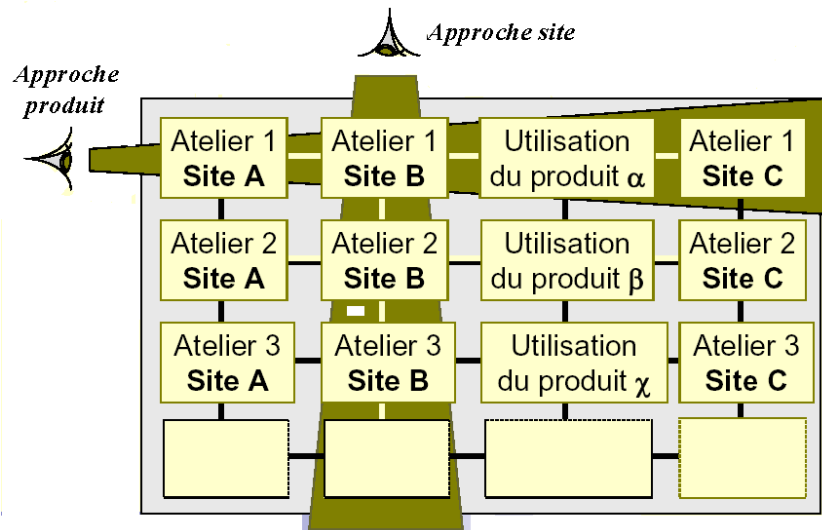 Approche site
Approche
produit
Atelier 1
Site A
Atelier 1
Site B
Utilisation
du produit α
Atelier 1
Site C
Atelier 2
Site A
Atelier 2
Site B
Utilisation
du produit β
Atelier 2
Site C
Atelier 3
Site A
Atelier 3
Site B
Utilisation
du produit χ
Atelier 3
Site C